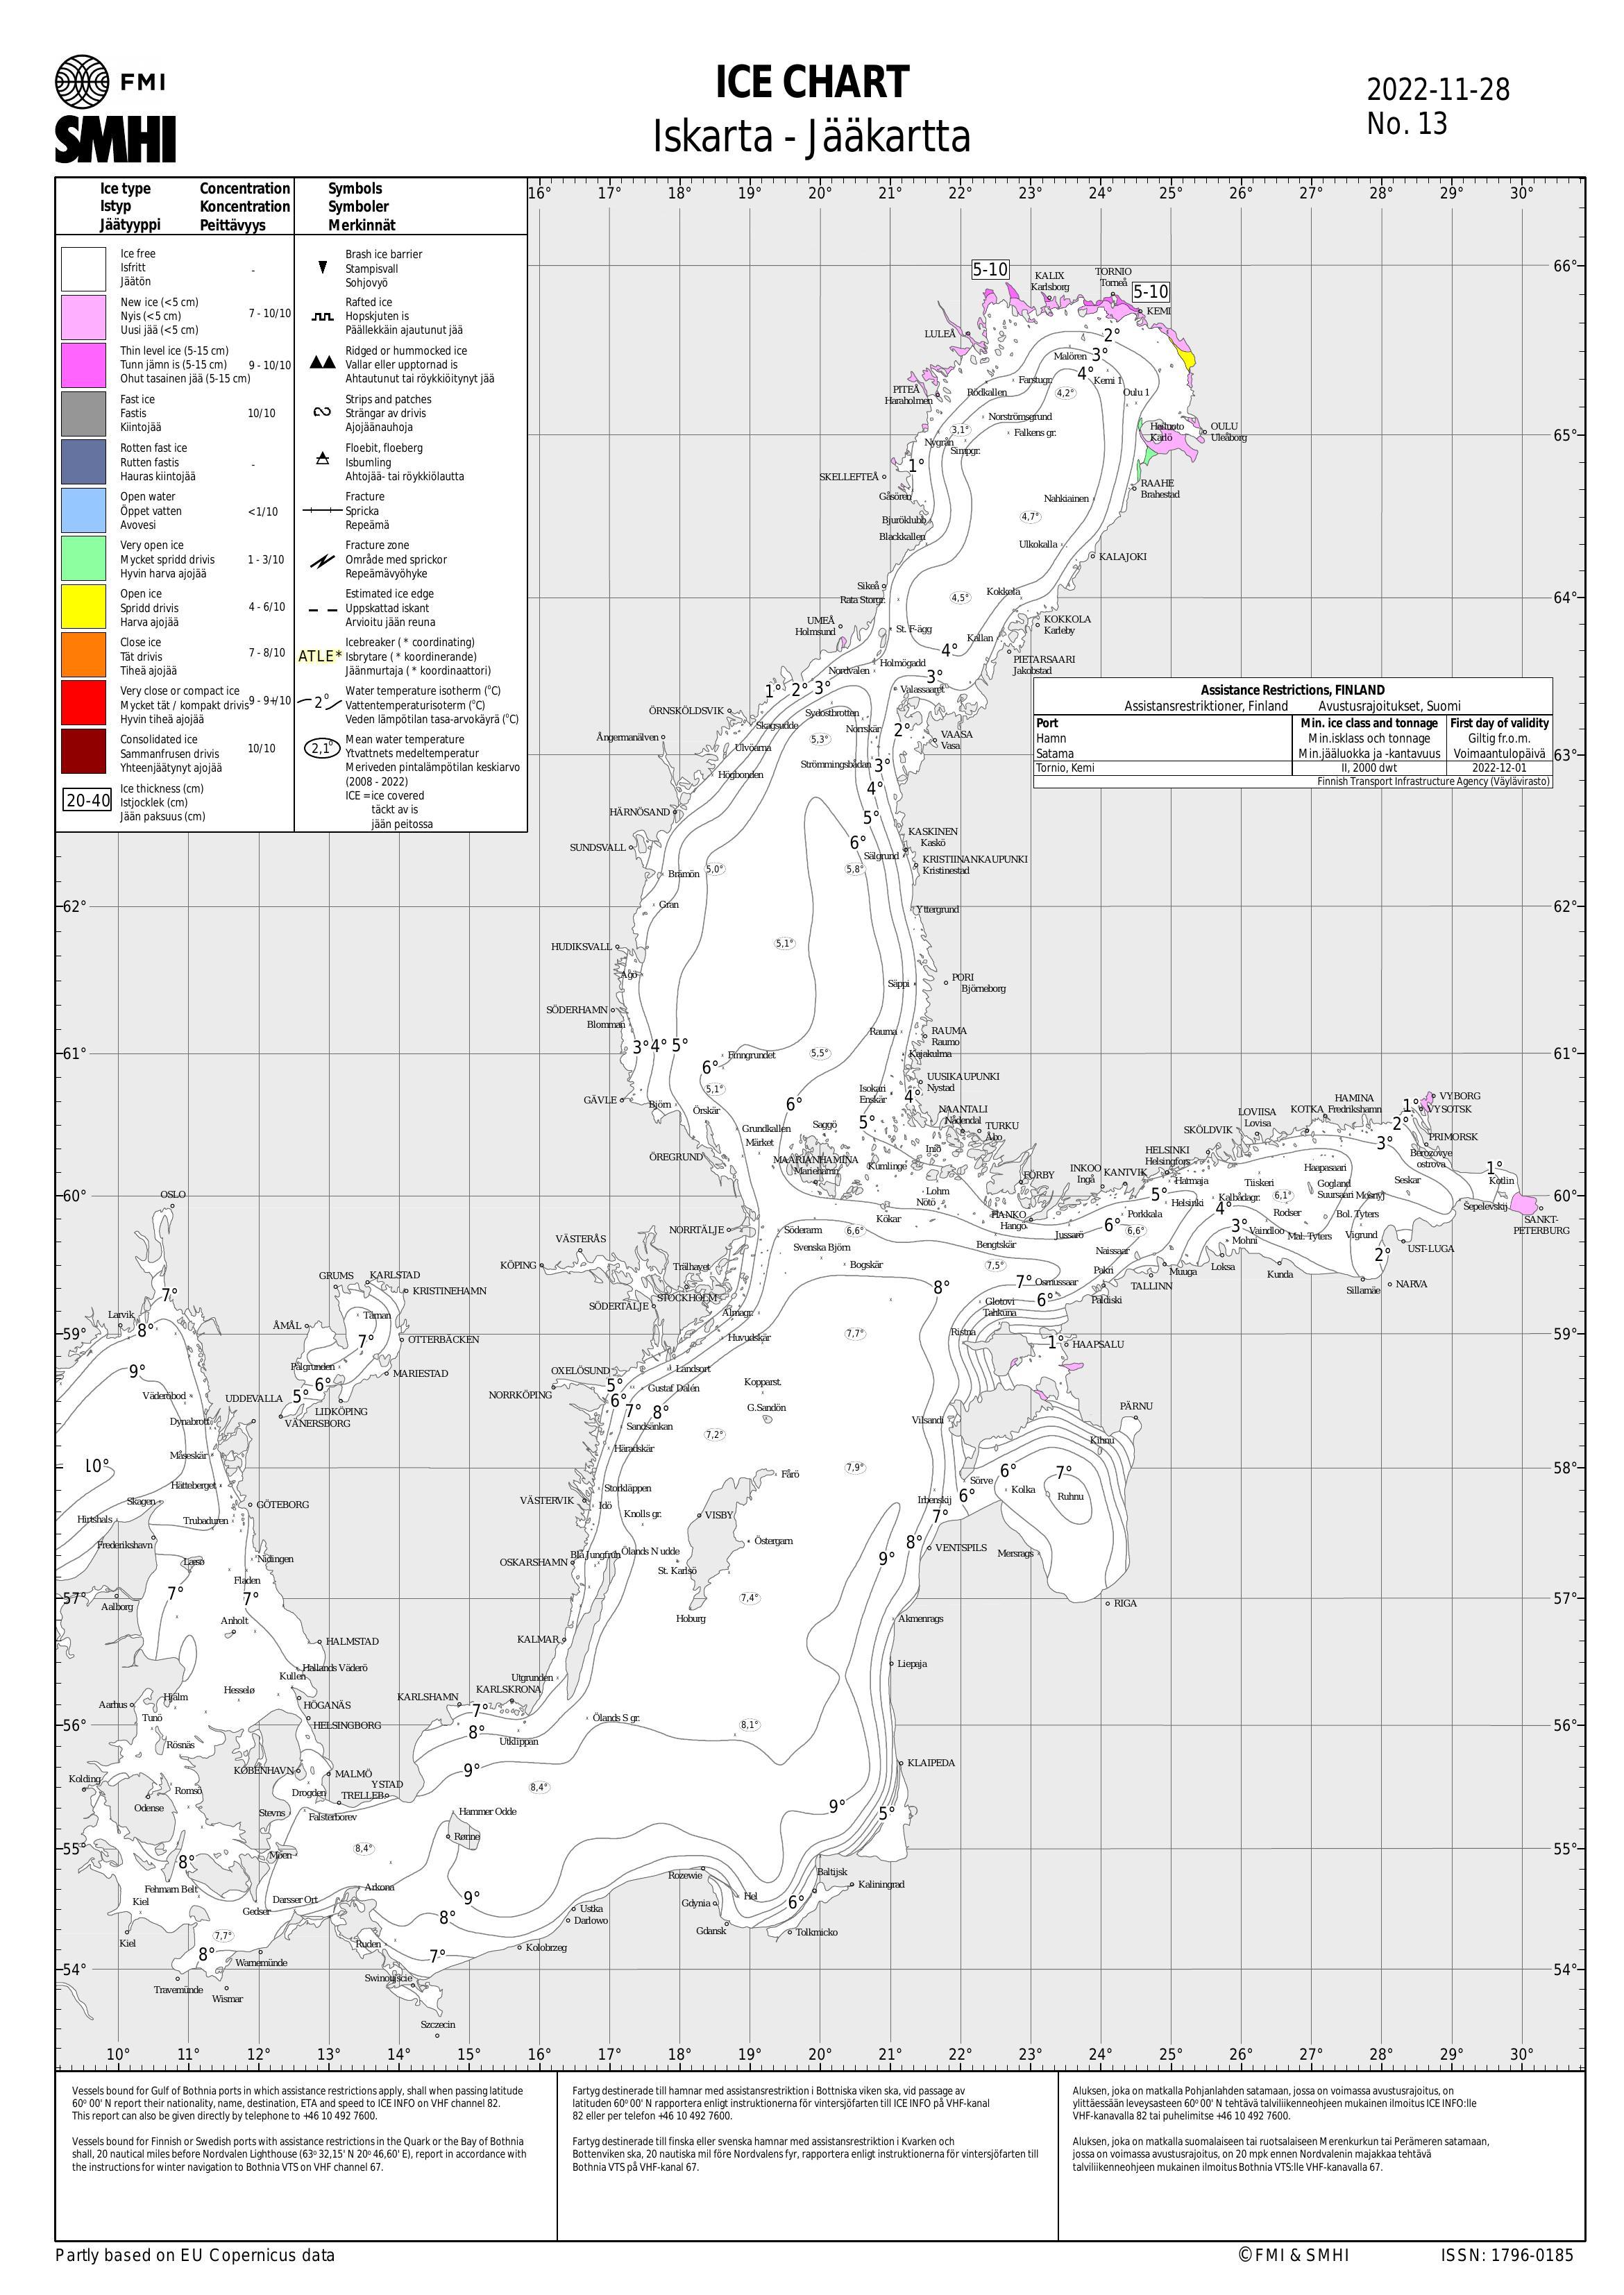 FMI
SMHI
ICE CHART
Iskarta - Jääkartta
2022-11-28
No. 13
Ice type
Istyp
Jäätyyppi
Concentration
Koncentration
Peittävyys
Symbols
Symboler
Merkinnät
Ice free
Isfritt
Jäätön
-
New ice (<5 cm)
Nyis (<5 cm)
Uusi jää (<5 cm)
7 - 10/10
Thin level ice (5-15 cm)
Tunn jämn is (5-15 cm)
Ohut tasainen jää (5-15 cm)
9 - 10/10
Fast ice
Fastis
Kiintojää
10/10
Rotten fast ice
Rutten fastis
Hauras kiintojää
-
Open water
Öppet vatten
Avovesi
<1/10
Very open ice
Mycket spridd drivis
Hyvin harva ajojää
1 - 3/10
Open ice
Spridd drivis
Harva ajojää
4 - 6/10
Close ice
Tät drivis
Tiheä ajojää
7 - 8/10
Very close or compact ice
Mycket tät / kompakt drivis
Hyvin tiheä ajojää
9 - 9+/10
Consolidated ice
Sammanfrusen drivis
Yhteenjäätynyt ajojää
10/10
20-40
Ice thickness (cm)
Istjocklek (cm)
Jään paksuus (cm)
Brash ice barrier
Stampisvall
Sohjovyö
Rafted ice
Hopskjuten is
Päällekkäin ajautunut jää
Ridged or hummocked ice
Vallar eller upptornad is
Ahtautunut tai röykkiöitynyt jää
Strips and patches
Strängar av drivis
Ajojäänauhoja
Floebit, floeberg
Isbumling
Ahtojää- tai röykkiölautta
Fracture
Spricka
Repeämä
Fracture zone
Område med sprickor
Repeämävyöhyke
Estimated ice edge
Uppskattad iskant
Arvioitu jään reuna
ATLE*
Icebreaker ( * coordinating)
Isbrytare ( * koordinerande)
Jäänmurtaja ( * koordinaattori)
2°
Water temperature isotherm (°C)
Vattentemperaturisoterm (°C)
Veden lämpötilan tasa-arvokäyrä (°C)
2,1°
Mean water temperature
Ytvattnets medeltemperatur
Meriveden pintalämpötilan keskiarvo
(2008 - 2022)
ICE = ice covered
täckt av is
jään peitossa
16° 17° 18° 19° 20° 21° 22° 23° 24° 25° 26° 27° 28° 29° 30°
66° 66°
5-10
KALIX
Karlsborg
TORNIO
Torneå
5-10
KEMI
LULEÅ
2°
3°
4°
Malören
Kemi 1
Farstugr.
Rödkallen
4,2°
Oulu 1
PITEÅ
Haraholmen
Norströmsgrund
Falkens gr.
3,1°
Nygrån
Simpgr.
Hailuoto
Karlö
OULU
Uleåborg
65° 65°
1°
SKELLEFTEÅ
Gåsören
RAAHE
Brahestad
Nahkiainen
Bjuröklubb
4,7°
Blackkallen
Ulkokalla
KALAJOKI
Sikeå
Rata Storgr.
4,5°
Kokkola
64° 64°
UMEÅ
Holmsund
St. F-ägg
KOKKOLA
Karleby
Kallan
4°
Holmögadd
Nordvalen
PIETARSAARI
Jakobstad
3°
Valassaaret
1° 2° 3°
ÖRNSKÖLDSVIK
Sydostbrotten
Skagsudde
Norrskär
2°
Ångermanälven
5,3°
VAASA
Vasa
Ulvöarna
63° 63°
Strömmingsbådan
3°
Högbonden
4°
HÄRNÖSAND
5°
KASKINEN
Kaskö
6°
SUNDSVALL
Sälgrund
KRISTIINANKAUPUNKI
Kristinestad
Brämön
5,0°
5,8°
Assistance Restrictions, FINLAND
Assistansrestriktioner, Finland Avustusrajoitukset, Suomi
Port Min. ice class and tonnage First day of validity
Hamn Min.isklass och tonnage Giltig fr.o.m.
Satama Min.jääluokka ja -kantavuus Voimaantulopäivä
Tornio, Kemi II, 2000 dwt 2022-12-01
Finnish Transport Infrastructure Agency (Väylävirasto)
62° 62°
Gran
Yttergrund
HUDIKSVALL
5,1°
Agö
Säppi
PORI
Björneborg
SÖDERHAMN
Blomman
Rauma
RAUMA
Raumo
3° 4° 5°
61° 61°
Finngrundet
5,5°
Kajakulma
6°
5,1°
UUSIKAUPUNKI
Nystad
GÄVLE
Björn
Örskär
6°
Isokari
Enskär
4°
5°
NAANTALI
Nådendal
TURKU
Åbo
Grundkallen
Märket
Saggö
ÖREGRUND
MAARIANHAMINA
Mariehamn
Kumlinge
Iniö
FÖRBY
Lohm
Nötö
INKOO
Ingå
KANTVIK
HELSINKI
Helsingfors
SKÖLDVIK
LOVIISA
Lovisa
KOTKA
HAMINA
Fredrikshamn
1°
VYBORG
VYSOTSK
2°
3°
PRIMORSK
Berozovye
ostrova
1°
Kotlin
Seskar
Haapasaari
Tiiskeri
Gogland
Suursaari
Mosnyj
Harmaja
5°
Helsinki
Kalbådagr.
6,1°
Sepelevskij
SANKT-
PETERBURG
60° 60°
OSLO
Kökar
HANKO
Hangö
Jussarö
6°
Porkkala
6,6°
4°
3°
Rodser
Bol. Tyters
Vaindloo
Mal. Tyters
Vigrund
Mohni
UST-LUGA
2°
NORRTÄLJE
Söderarm
6,6°
Svenska Björn
Bengtskär
Naissaar
VÄSTERÅS
KÖPING
Bogskär
7,5°
Pakri
Muuga
Loksa
Kunda
Trälhavet
8°
7°
Osmussaar
TALLINN
Sillamäe
NARVA
Paldiski
GRUMS
KARLSTAD
KRISTINEHAMN
STOCKHOLM
SÖDERTÄLJE
Glotovi
Tahkuna
6°
7°
Larvik
8°
ÅMÅL
Tärnan
Almagr.
7°
OTTERBÄCKEN
Huvudskär
7,7°
Ristna
59° 59°
1°
HAAPSALU
Pålgrunden
MARIESTAD
OXELÖSUND
Landsort
9°
5° 6°
LIDKÖPING
5°
Gustaf Dalén
Kopparst.
Väderöbod
UDDEVALLA
VÄNERSBORG
NORRKÖPING
6° 7° 8°
G.Sandön
PÄRNU
Dynabrott
Sandsänkan
7,2°
Vilsandi
Kihnu
Måseskär
Häradskär
10°
58° 58°
Fårö
7,9°
6° 7°
Sörve
Hätteberget
Storkläppen
Kolka
Ruhnu
Skagen
GÖTEBORG
VÄSTERVIK
Idö
Irbenskij
6°
Hirtshals
Trubaduren
Knolls gr.
VISBY
7°
Frederikshavn
Östergarn
8°
VENTSPILS
Mersrags
Læsø
Nidingen
Blå Jungfrun
Ölands N udde
9°
OSKARSHAMN
Fladen
St. Karlsö
57° 57°
7°
7°
Aalborg
7,4°
RIGA
Anholt
Hoburg
Akmenrags
HALMSTAD
KALMAR
Hallands Väderö
Kullen
Utgrunden
Liepaja
Hesselø
Hjälm
KARLSHAMN
KARLSKRONA
Aarhus
HÖGANÄS
Tunö
7°
Ölands S gr.
HELSINGBORG
56° 56°
8°
8,1°
Utklippan
Rösnäs
KØBENHAVN
9°
KLAIPEDA
Kolding
MALMÖ
YSTAD
8,4°
Romsö
Drogden
TRELLEB.
Odense
Stevns
Falsterborev
Hammer Odde
9°
5°
Rønne
55° 55°
8,4°
Møen
8°
Baltijsk
Rozewie
Kaliningrad
Fehmarn Belt
Arkona
9°
Hel
Kiel
Darsser Ort
Gdynia
6°
Gedser
8°
Ustka
Darlowo
Gdansk
Tolkmicko
7,7°
Kiel
Ruden
8°
7°
Kolobrzeg
Warnemünde
54° 54°
Swinoujscie
Travemünde
Wismar
Szczecin
10° 11° 12° 13° 14° 15° 16° 17° 18° 19° 20° 21° 22° 23° 24° 25° 26° 27° 28° 29° 30°
Vessels bound for Gulf of Bothnia ports in which assistance restrictions apply, shall when passing latitude
60° 00' N report their nationality, name, destination, ETA and speed to ICE INFO on VHF channel 82.
This report can also be given directly by telephone to +46 10 492 7600.
Vessels bound for Finnish or Swedish ports with assistance restrictions in the Quark or the Bay of Bothnia
shall, 20 nautical miles before Nordvalen Lighthouse (63° 32,15' N 20° 46,60' E), report in accordance with
the instructions for winter navigation to Bothnia VTS on VHF channel 67.
Fartyg destinerade till hamnar med assistansrestriktion i Bottniska viken ska, vid passage av
latituden 60° 00' N rapportera enligt instruktionerna för vintersjöfarten till ICE INFO på VHF-kanal
82 eller per telefon +46 10 492 7600.
Fartyg destinerade till finska eller svenska hamnar med assistansrestriktion i Kvarken och
Bottenviken ska, 20 nautiska mil före Nordvalens fyr, rapportera enligt instruktionerna för vintersjöfarten till
Bothnia VTS på VHF-kanal 67.
Aluksen, joka on matkalla Pohjanlahden satamaan, jossa on voimassa avustusrajoitus, on
ylittäessään leveysasteen 60° 00' N tehtävä talviliikenneohjeen mukainen ilmoitus ICE INFO:lle
VHF-kanavalla 82 tai puhelimitse +46 10 492 7600.
Aluksen, joka on matkalla suomalaiseen tai ruotsalaiseen Merenkurkun tai Perämeren satamaan,
jossa on voimassa avustusrajoitus, on 20 mpk ennen Nordvalenin majakkaa tehtävä
talviliikenneohjeen mukainen ilmoitus Bothnia VTS:lle VHF-kanavalla 67.
Partly based on EU Copernicus data
©FMI & SMHI
ISSN: 1796-0185